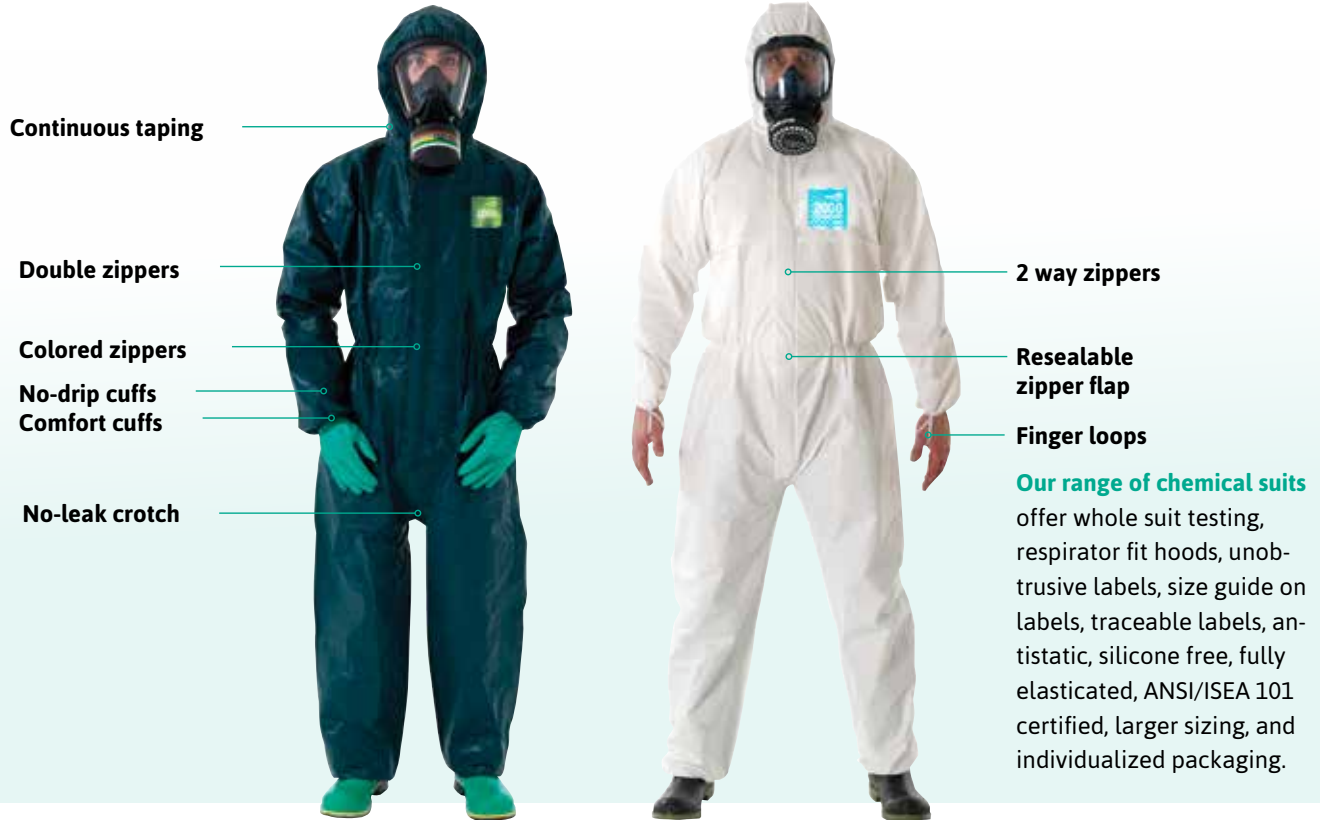 Continuous taping
Double zippers
Colored zippers
No-drip cuffs
Comfort cuffs
No-leak crotch
2000
2 way zippers
Resealable
zipper flap
Finger loops
Our range of chemical suits
offer whole suit testing,
respirator fit hoods, unob-
trusive labels, size guide on
labels, traceable labels, an-
tistatic, silicone free, fully
elasticated, ANSI/ISEA 101
certified, larger sizing, and
individualized packaging.